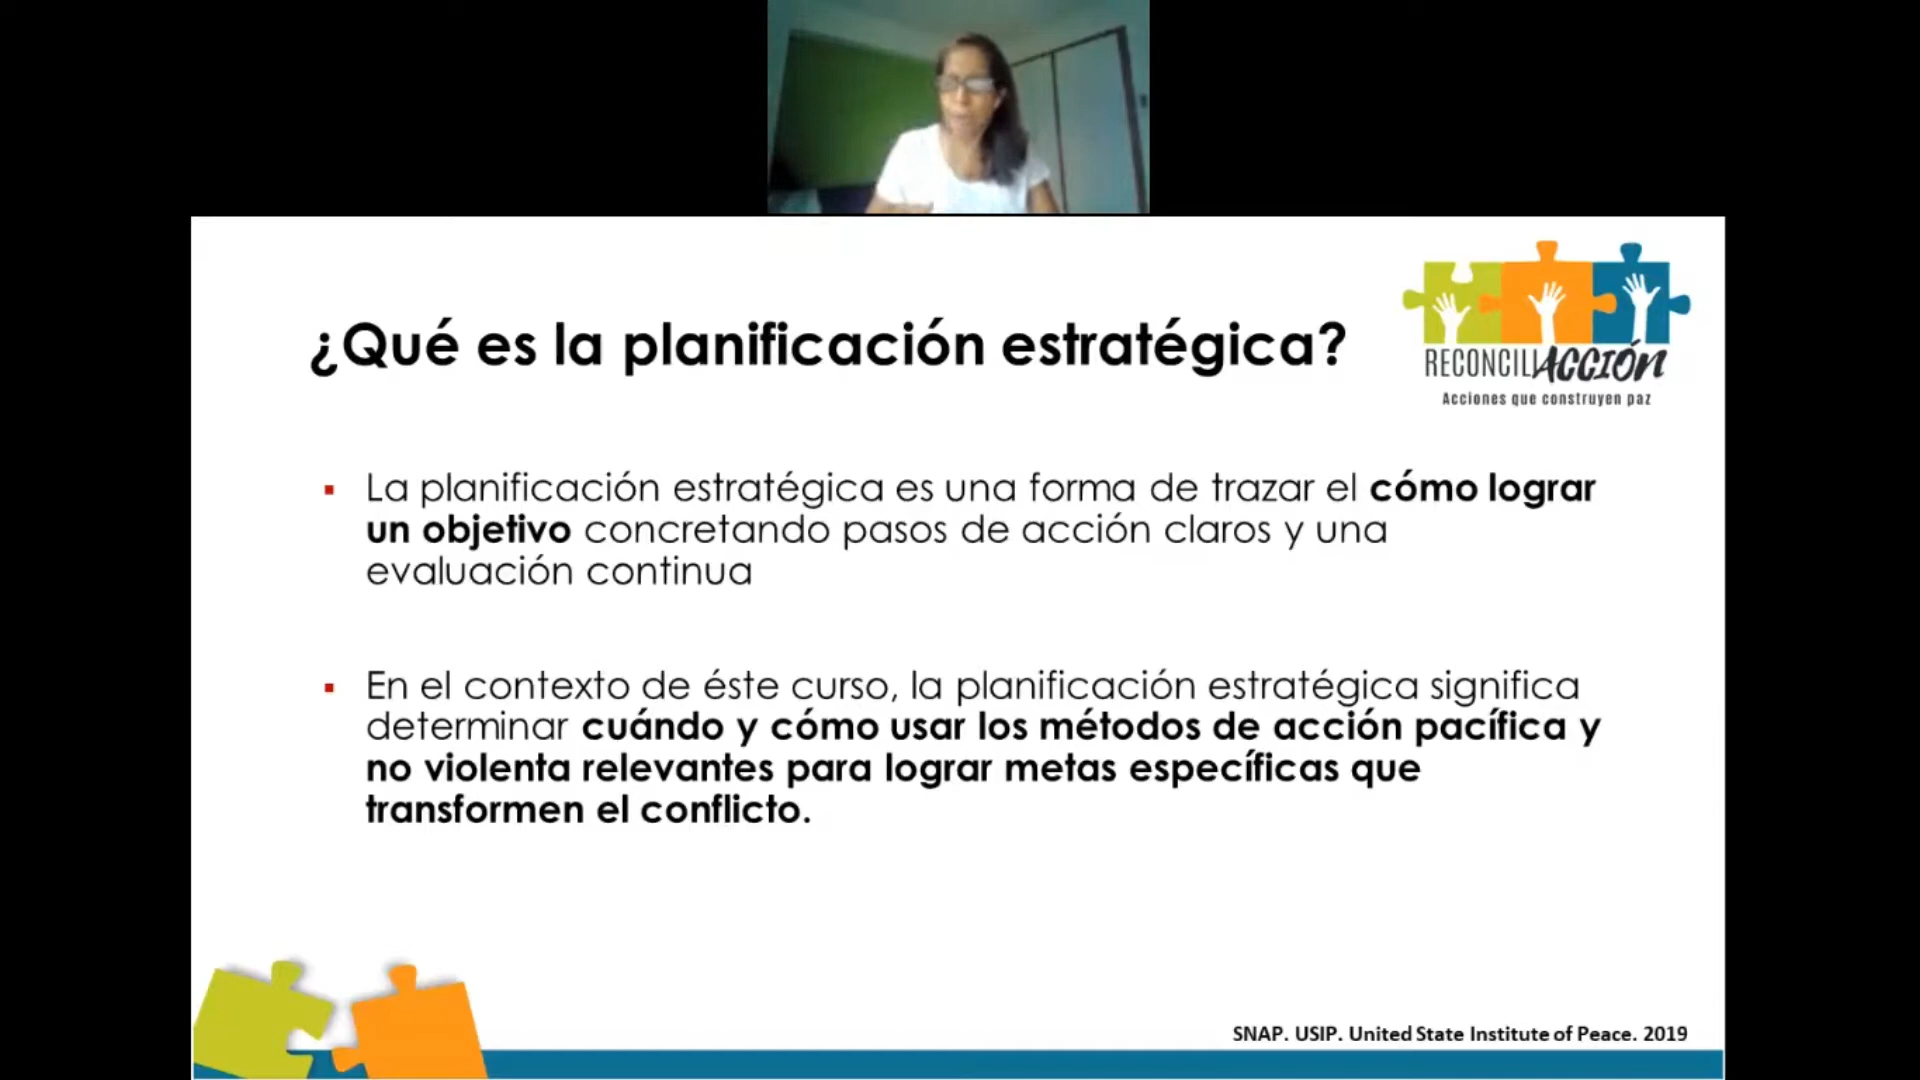 ¿Qué es la planificación estratégica?
RECONCILIACCIÓN
Acciones que construyen paz
La planificación estratégica es una forma de trazar el cómo lograr
un objetivo concretando pasos de acción claros y una
evaluación continua
En el contexto de éste curso, la planificación estratégica significa
determinar cuándo y cómo usar los métodos de acción pacífica y
no violenta relevantes para lograr metas específicas que
transformen el conflicto.
SNAP. USIP. United State Institute of Peace. 2019